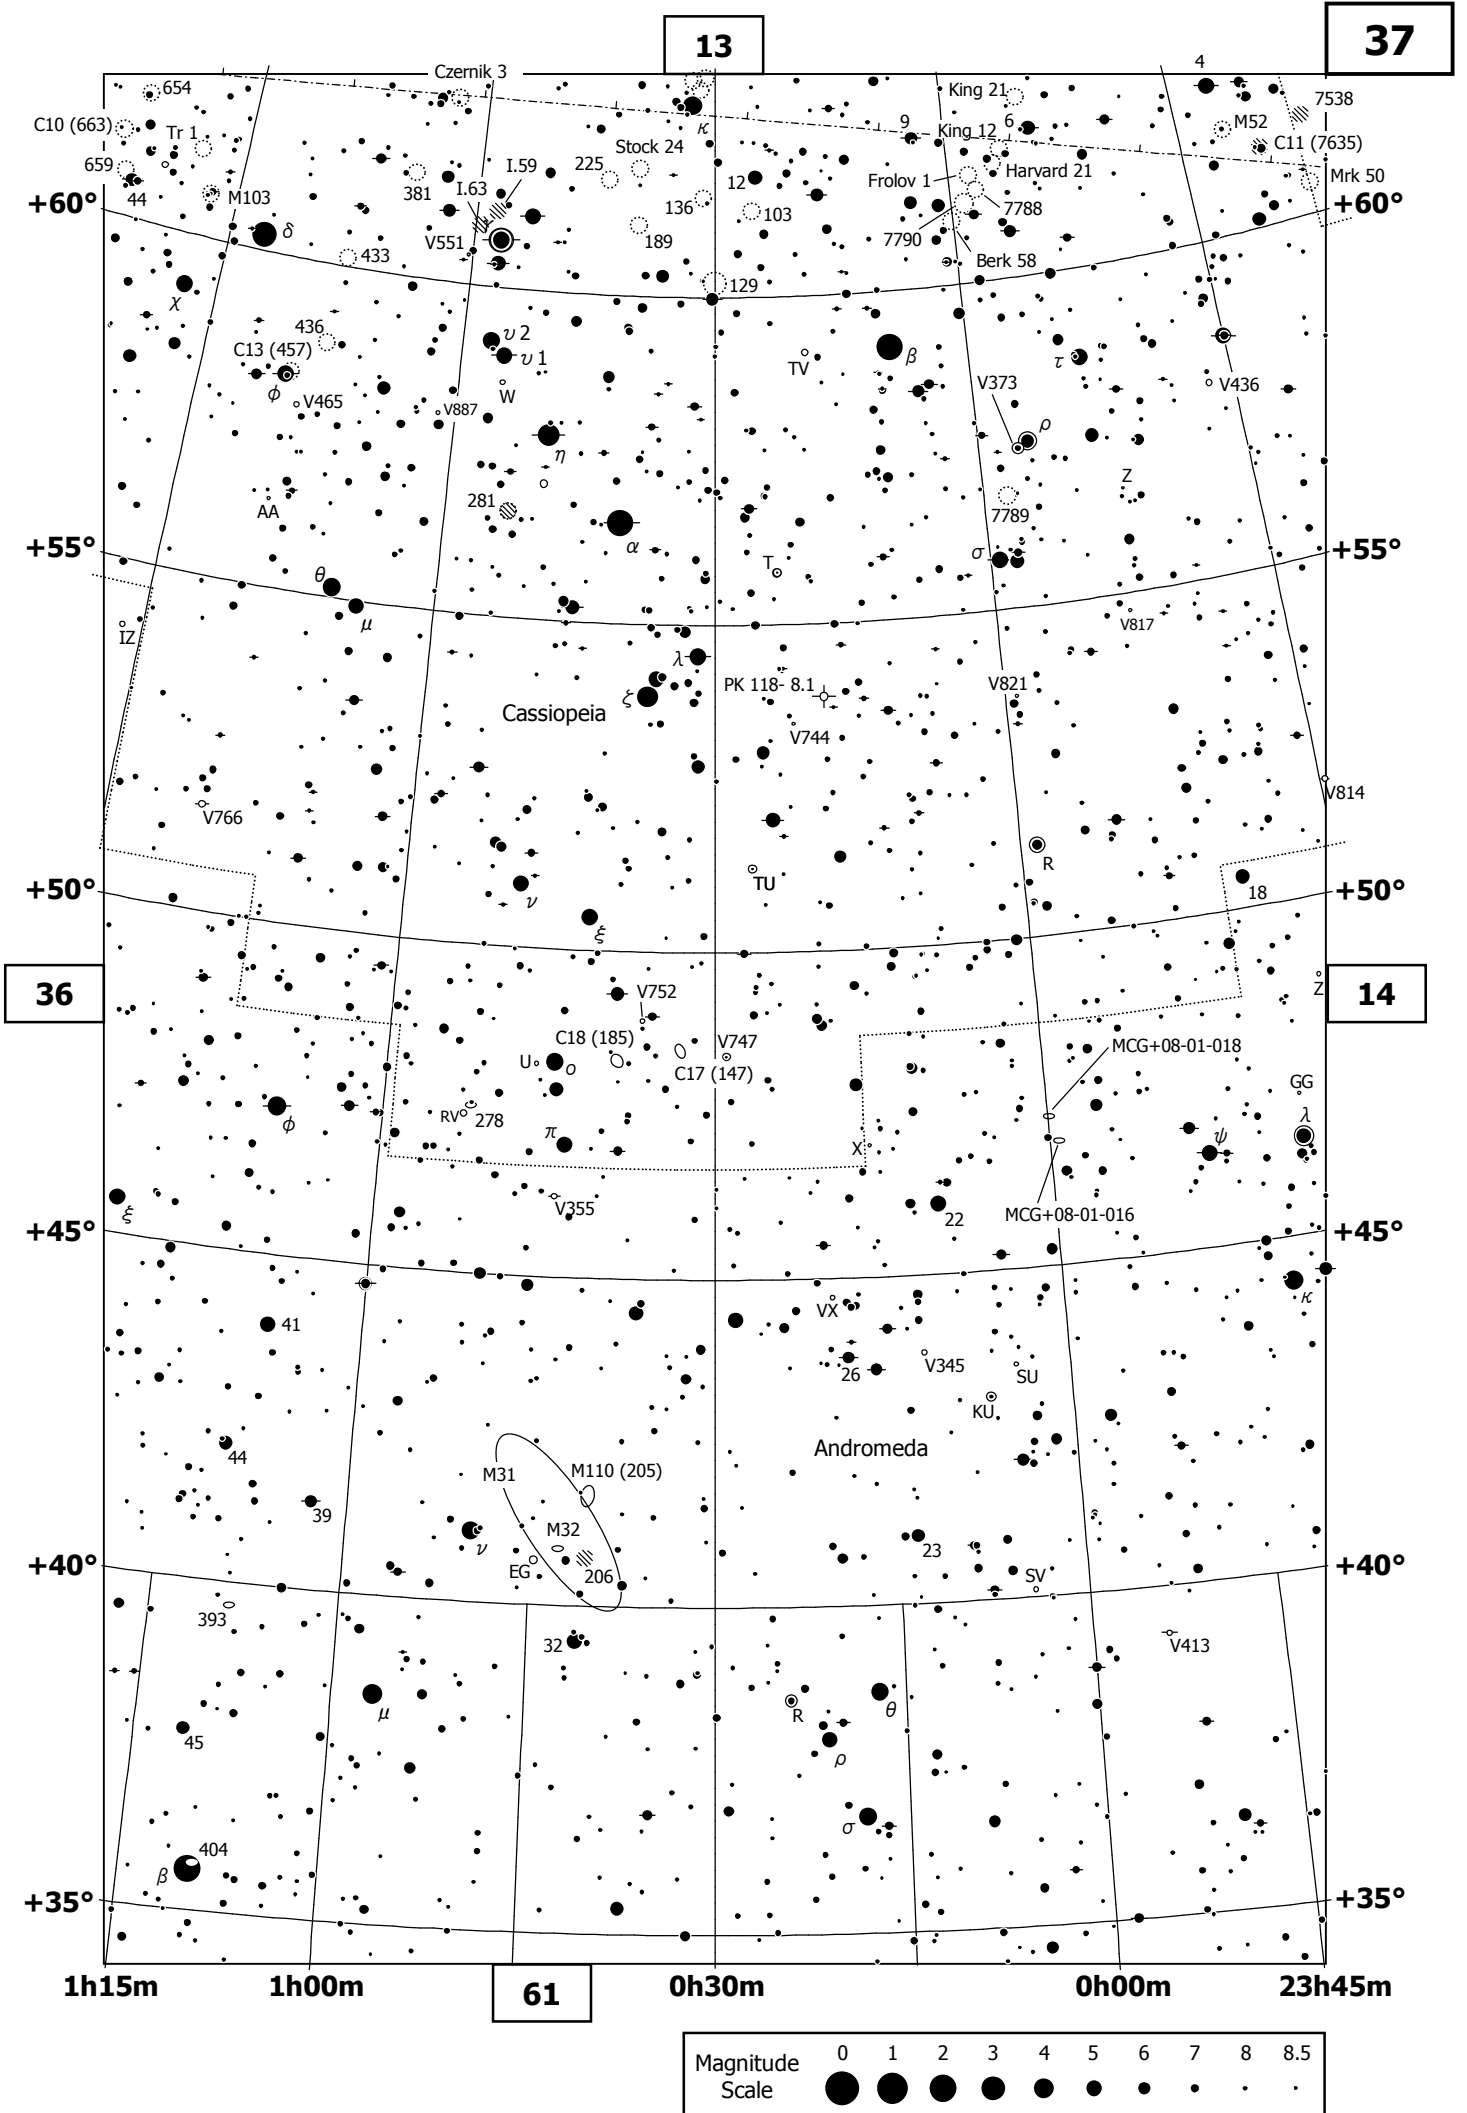 13
37
4
Czernik 3
654
King 21
7538
C10 (663)
Tr 1
κ
9
King 12
6
M52
C11 (7635)
Stock 24
659
I.59
225
Harvard 21
Mrk 50
44
M103
381
I.63
12
Frolov 1
+60°
+60°
136
103
7788
δ
V551
189
7790
433
Berk 58
χ
129
436
υ 2
C13 (457)
υ 1
TV
β
τ
φ
W
V373
V436
V465
V887
ρ
η
Z
281
AA
7789
α
+55°
σ
+55°
T
θ
μ
V817
IZ
λ
PK 118- 8.1
V821
ζ
Cassiopeia
V744
V766
V814
R
+50°
TU
18
+50°
ν
ξ
36
V752
Z
14
C18 (185)
V747
MCG+08-01-018
U
ο
C17 (147)
GG
φ
RV
278
λ
π
X
ψ
ξ
V355
22
MCG+08-01-016
+45°
+45°
κ
VX
41
26
V345
SU
KU
44
Andromeda
M31
M110 (205)
39
M32
ν
23
+40°
EG
206
SV
+40°
393
32
V413
μ
R
θ
45
ρ
σ
404
β
+35°
+35°
1h15m
1h00m
61
0h30m
0h00m
23h45m
Magnitude
Scale
0 1 2 3 4 5 6 7 8 8.5